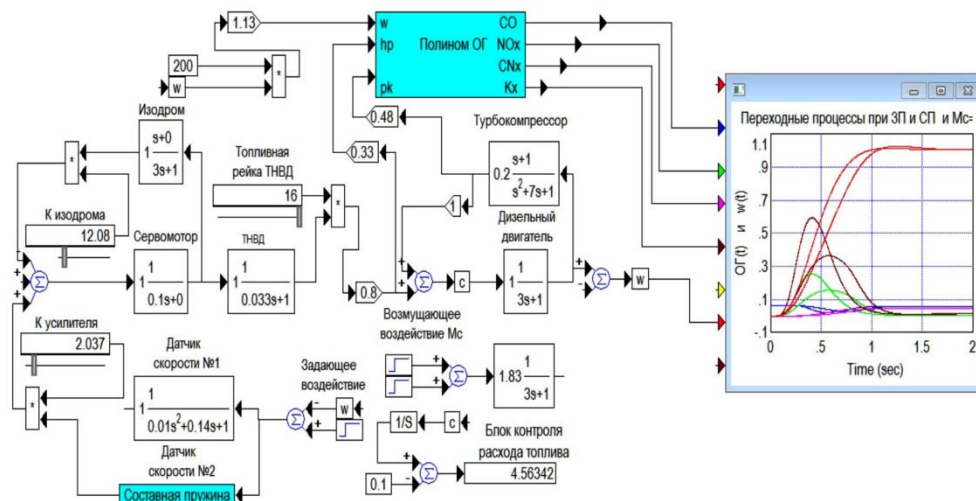 1.13
w
CO
hp
Полином ОГ
NOx
CNx
pk
Kx
200
w
*
Изодром
s+0
1
3s+1
*
0.48
Турбокомпрессор
0.33
s+1
0.2
s²+7s+1
Топливная
рейка ТНВД
16
*
1
К изодрома
12.08
Сервомотор
1
1
0.1s+0
ТНВД
1
1
0.033s+1
0.8
Дизельный
двигатель
1
1
3s+1
c
w
- + + Σ
+ + Σ
+ - Σ
Возмущающее
воздействие Мс
1
1.83
3s+1
+ + Σ
К усилителя
2.037
*
Датчик
скорости №1
1
1
0.01s²+0.14s+1
Задающее
воздействие
- + Σ
w
Датчик
скорости №2
Составная пружина
1/S
c
+ - Σ
0.1
Блок контроля
расхода топлива
4.56342
Переходные процессы при ЗП и СП и Мс=
1.1
.9
.7
.5
.3
.1
-.1
ОГ(t) и w(t)
0
.5
1
1.5
2
Time (sec)